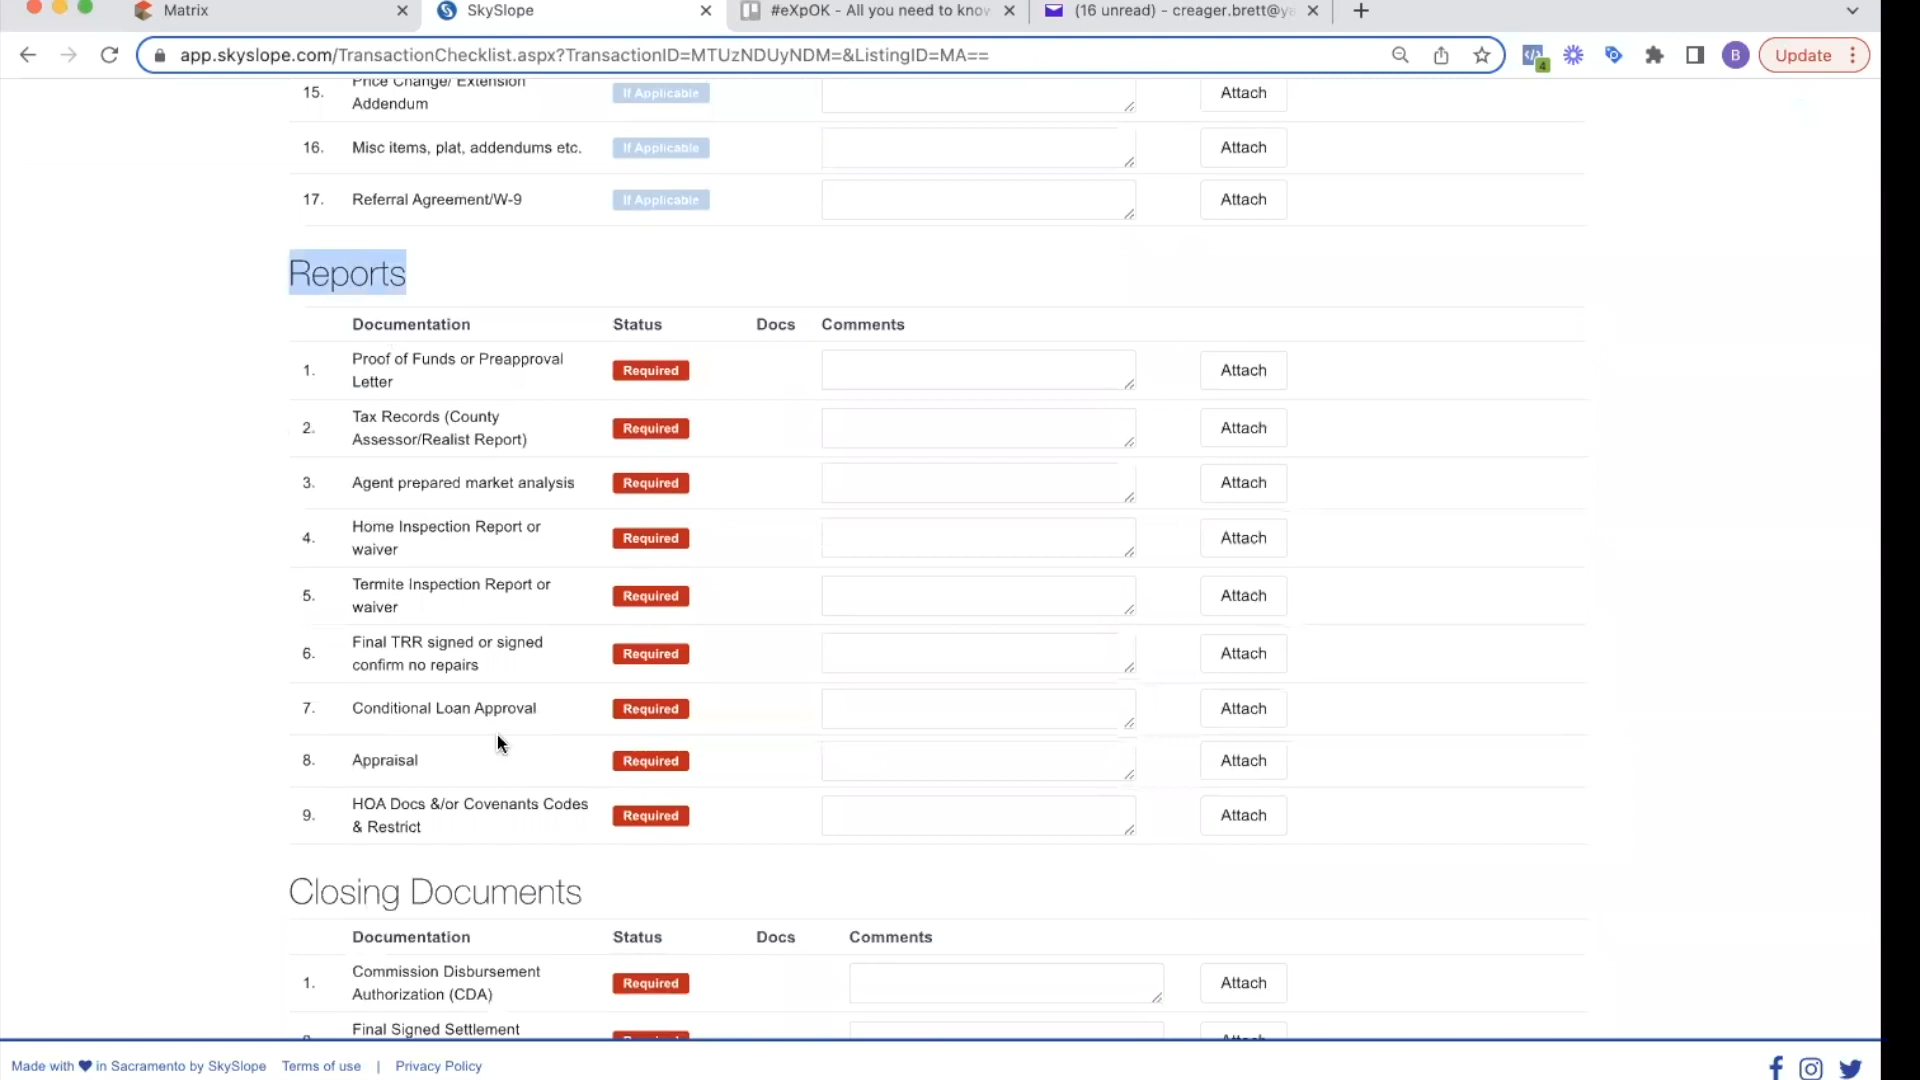 Matrix
SkySlope
#eXpOK - All you need to know
(16 unread) - creager.brett@ya
app.skyslope.com/TransactionChecklist.aspx?TransactionID=MTUzNDUyNDM=&ListingID=MA==
4
B
Update
15. Price Change/ Extension
Addendum
If Applicable
Attach
16. Misc items, plat, addendums etc. If Applicable Attach
17. Referral Agreement/W-9 If Applicable Attach
Reports
Documentation Status Docs Comments
1. Proof of Funds or Preapproval
Letter
Required
Attach
2. Tax Records (County
Assessor/Realist Report)
Required
Attach
3. Agent prepared market analysis Required Attach
4. Home Inspection Report or
waiver
Required
Attach
5. Termite Inspection Report or
waiver
Required
Attach
6. Final TRR signed or signed
confirm no repairs
Required
Attach
7. Conditional Loan Approval Required Attach
8. Appraisal Required Attach
9. HOA Docs &/or Covenants Codes
& Restrict
Required
Attach
Closing Documents
Documentation Status Docs Comments
1. Commission Disbursement
Authorization (CDA)
Required
Attach
Final Signed Settlement
Made with in Sacramento by SkySlope Terms of use | Privacy Policy